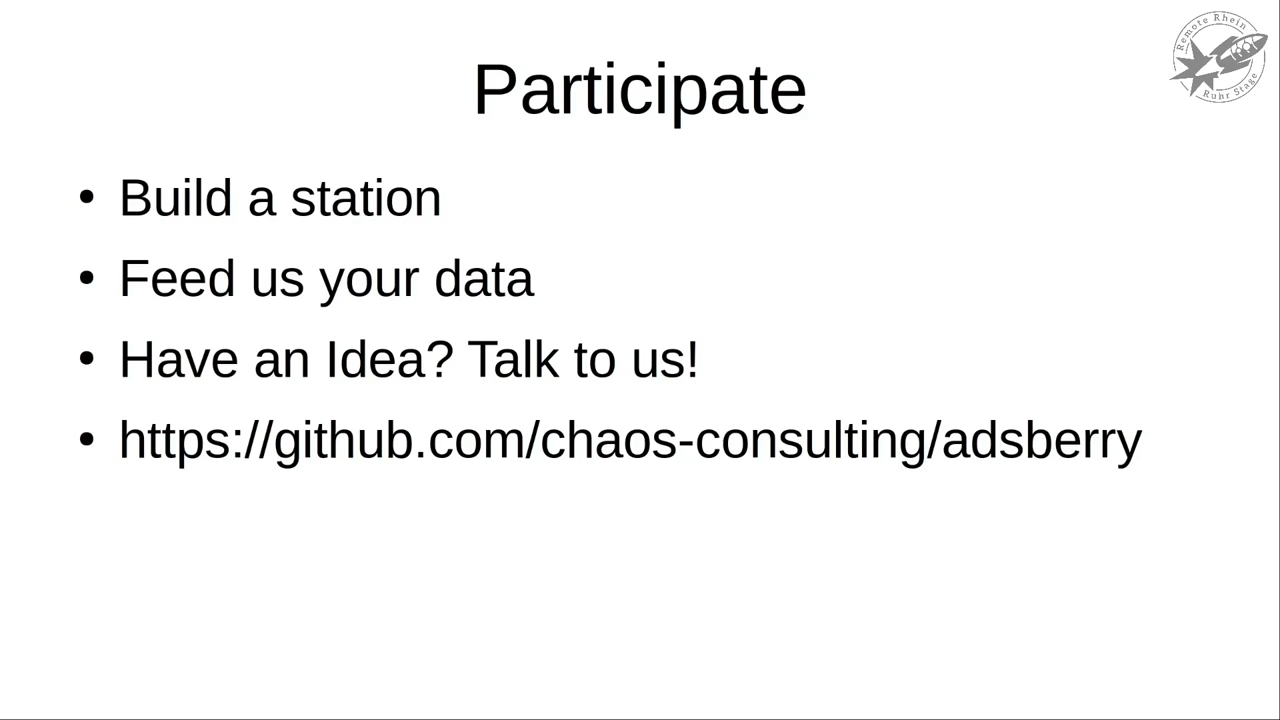 Remote Rhein
Ruhr Stage
Participate
• Build a station
• Feed us your data
• Have an Idea? Talk to us!
• https://github.com/chaos-consulting/adsberry